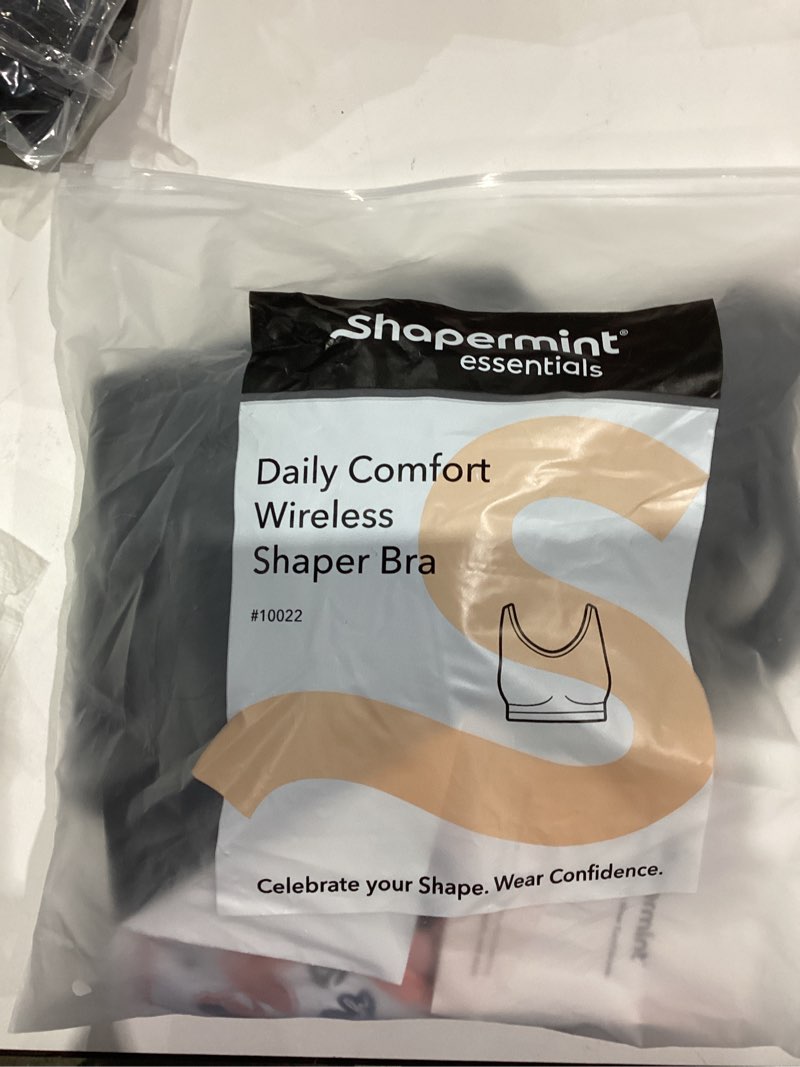 Shapermint®
essentials
Daily Comfort
Wireless
Shaper Bra
#10022
Celebrate your Shape. Wear Confidence.